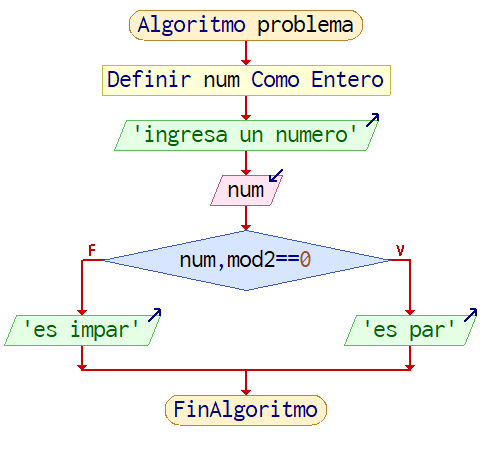 Algoritmo problema
Definir num Como Entero
'ingresa un numero'
num
F
num,mod2==0
V
'es impar'
'es par'
FinAlgoritmo